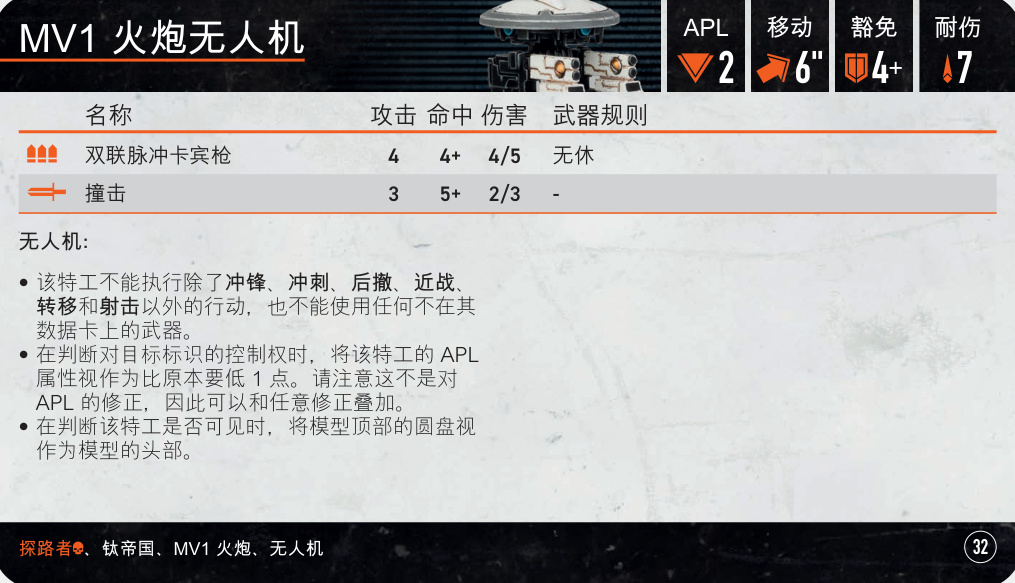 MV1 火炮无人机
APL 移动 豁免 耐伤
2 6" 4+ 7
名称 攻击 命中 伤害 武器规则
双联脉冲卡宾枪 4 4+ 4/5 无休
撞击 3 5+ 2/3 -
无人机:
• 该特工不能执行除了冲锋、冲刺、后撤、近战、
转移和射击以外的行动，也不能使用任何不在其
数据卡上的武器。
• 在判断对目标标识的控制权时，将该特工的 APL
属性视作为比原本要低 1 点。请注意这不是对
APL 的修正，因此可以和任意修正叠加。
• 在判断该特工是否可见时，将模型顶部的圆盘视
作为模型的头部。
探路者、钛帝国、MV1 火炮、无人机
32